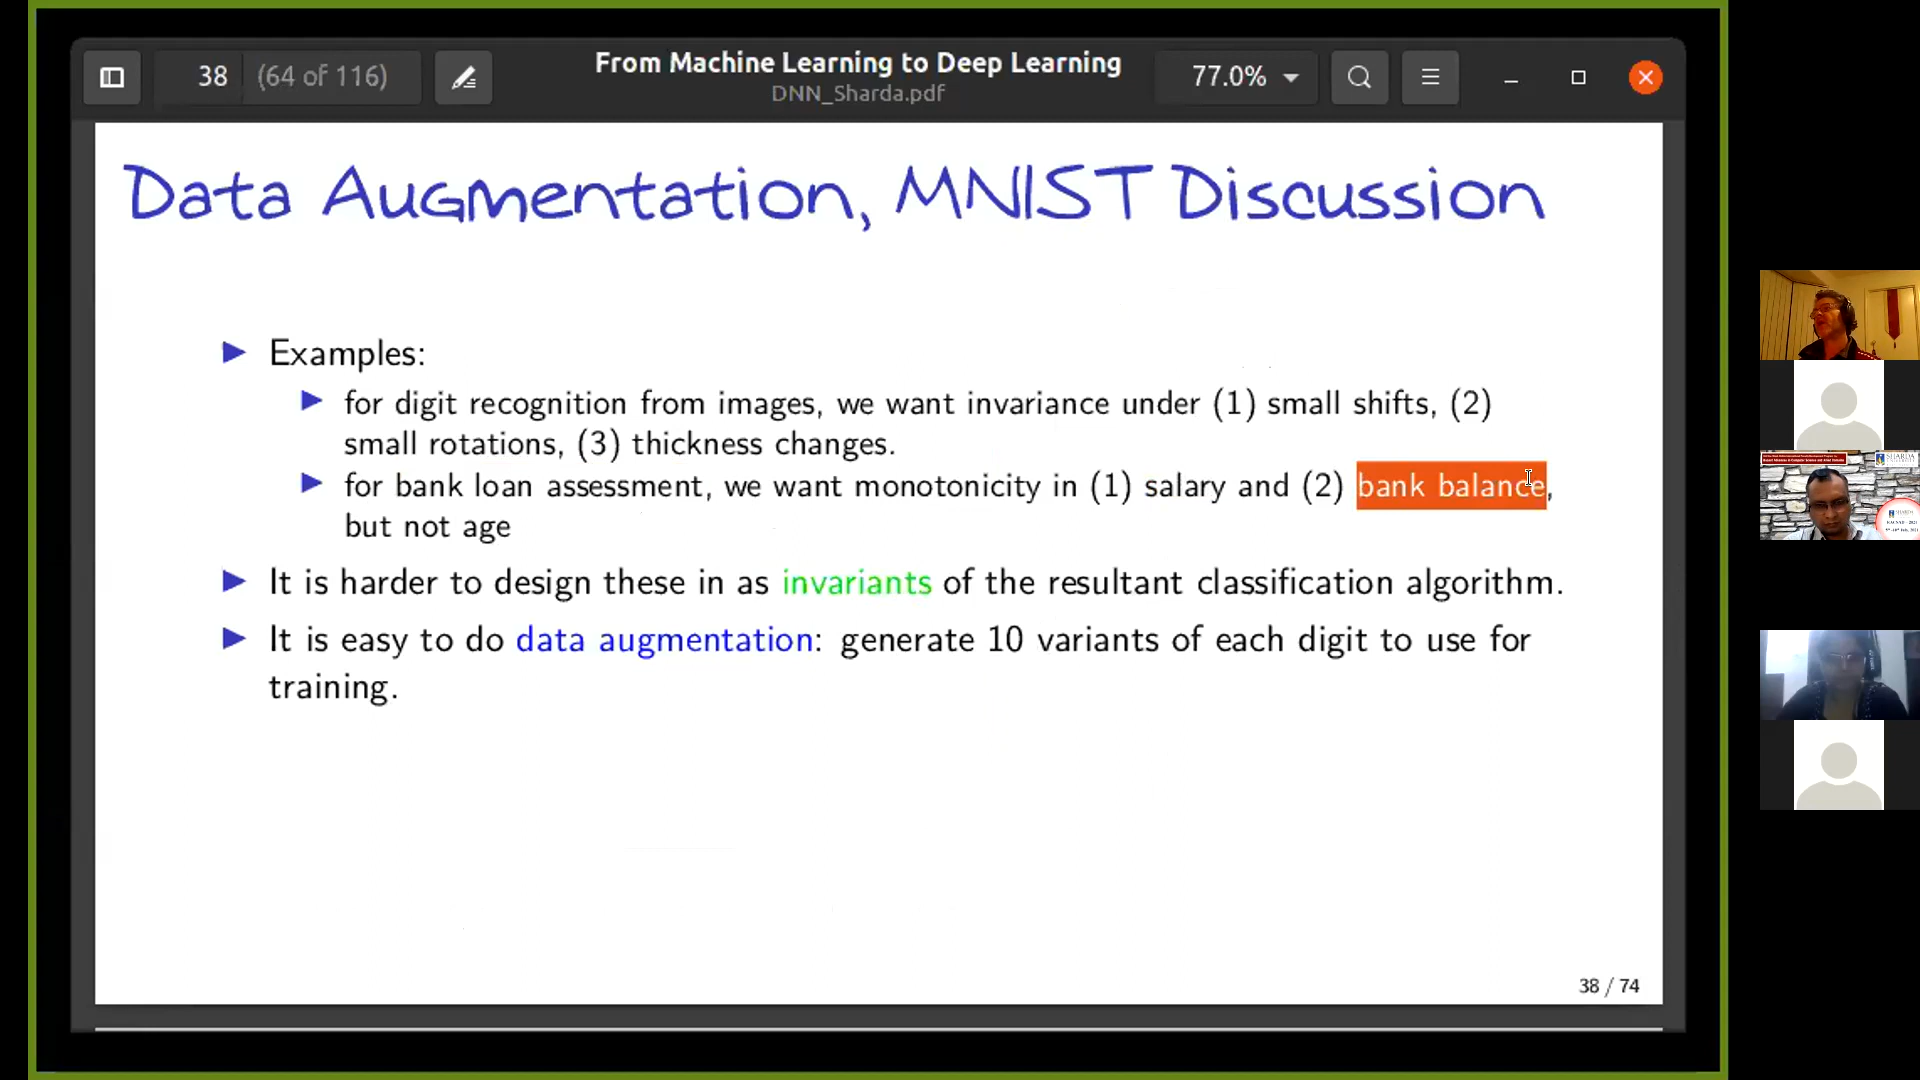 From Machine Learning to Deep Learning
38 (64 of 116)
77.0%
DNN_Sharda.pdf
Data Augmentation, MNIST Discussion
Examples:
for digit recognition from images, we want invariance under (1) small shifts, (2)
small rotations, (3) thickness changes.
for bank loan assessment, we want monotonicity in (1) salary and (2) bank balance,
but not age
It is harder to design these in as invariants of the resultant classification algorithm.
It is easy to do data augmentation: generate 10 variants of each digit to use for
training.
38 / 74
SHARDA